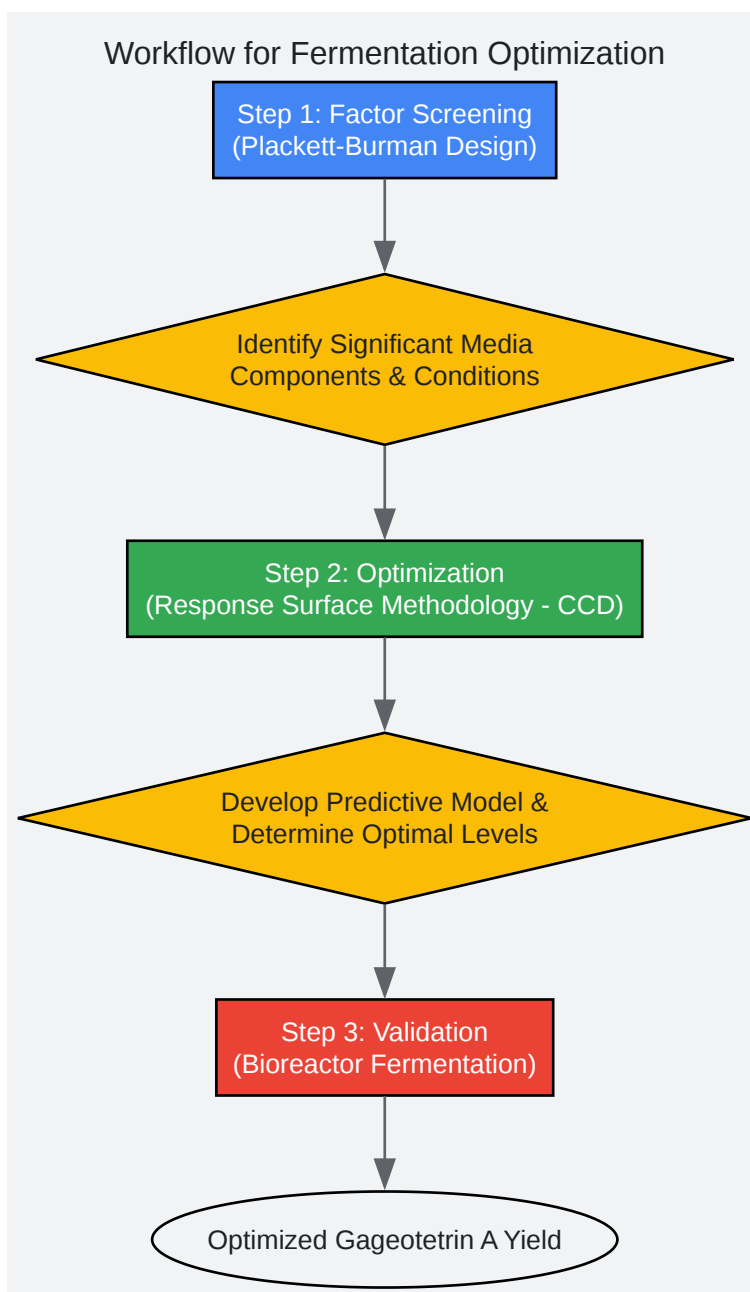 Workflow for Fermentation Optimization
Step 1: Factor Screening
(Plackett-Burman Design)
Identify Significant Media
Components & Conditions
Step 2: Optimization
(Response Surface Methodology - CCD)
Develop Predictive Model &
Determine Optimal Levels
Step 3: Validation
(Bioreactor Fermentation)
Optimized Gageotetrin A Yield